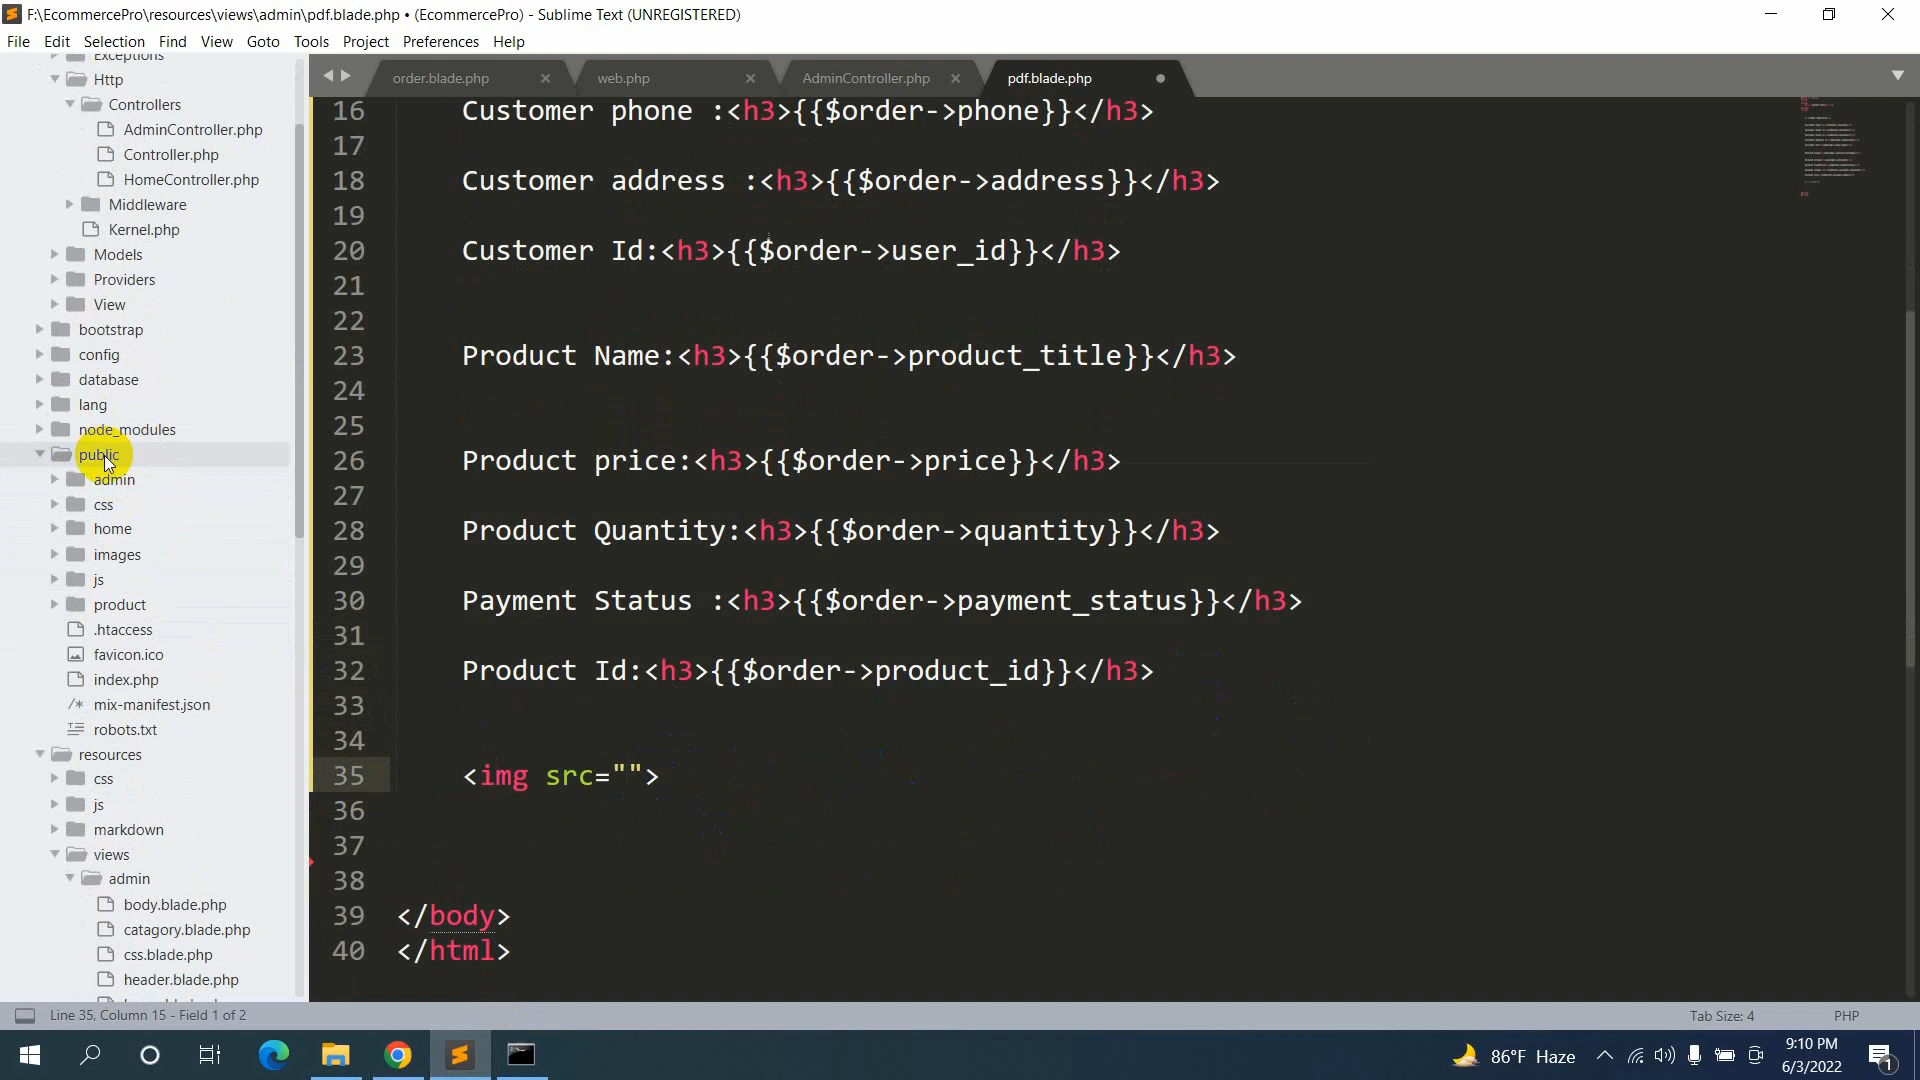 F:\EcommercePro\resources\views\admin\pdf.blade.php • (EcommercePro) - Sublime Text (UNREGISTERED)
File Edit Selection Find View Goto Tools Project Preferences Help
Exceptions
Http
Controllers
AdminController.php
Controller.php
HomeController.php
Middleware
Kernel.php
Models
Providers
View
bootstrap
config
database
lang
node_modules
public
admin
css
home
images
js
product
.htaccess
favicon.ico
index.php
/* mix-manifest.json
robots.txt
resources
css
js
markdown
views
admin
body.blade.php
catagory.blade.php
css.blade.php
header.blade.php
order.blade.php web.php AdminController.php pdf.blade.php
16 Customer phone :<h3>{{$order->phone}}</h3>
17
18 Customer address :<h3>{{$order->address}}</h3>
19
20 Customer Id:<h3>{{$order->user_id}}</h3>
21
22
23 Product Name:<h3>{{$order->product_title}}</h3>
24
25
26 Product price:<h3>{{$order->price}}</h3>
27
28 Product Quantity:<h3>{{$order->quantity}}</h3>
29
30 Payment Status :<h3>{{$order->payment_status}}</h3>
31
32 Product Id:<h3>{{$order->product_id}}</h3>
33
34
35 <img src="">
36
37
38
39 </body>
40 </html>
Line 35, Column 15 - Field 1 of 2 Tab Size: 4 PHP
86°F Haze 9:10 PM
6/3/2022
1